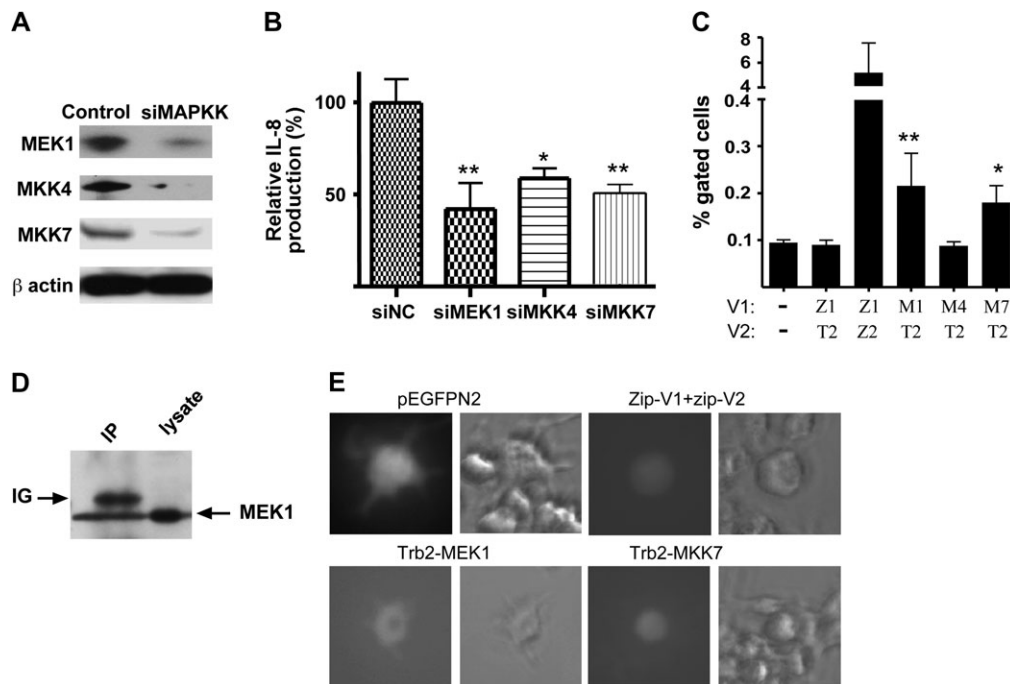 A
Control siMAPKK
MEK1
MKK4
MKK7
β actin
B
Relative IL-8
production (%)
100
50
** * **
siNC siMEK1 siMKK4 siMKK7
C
% gated cells
8
6
4
0.4
0.3
0.2
0.1
** *
V1: - Z1 Z1 M1 M4 M7
V2: - T2 Z2 T2 T2 T2
D
IP lysate
IG
MEK1
E
pEGFPN2 Zip-V1+zip-V2
Trb2-MEK1 Trb2-MKK7